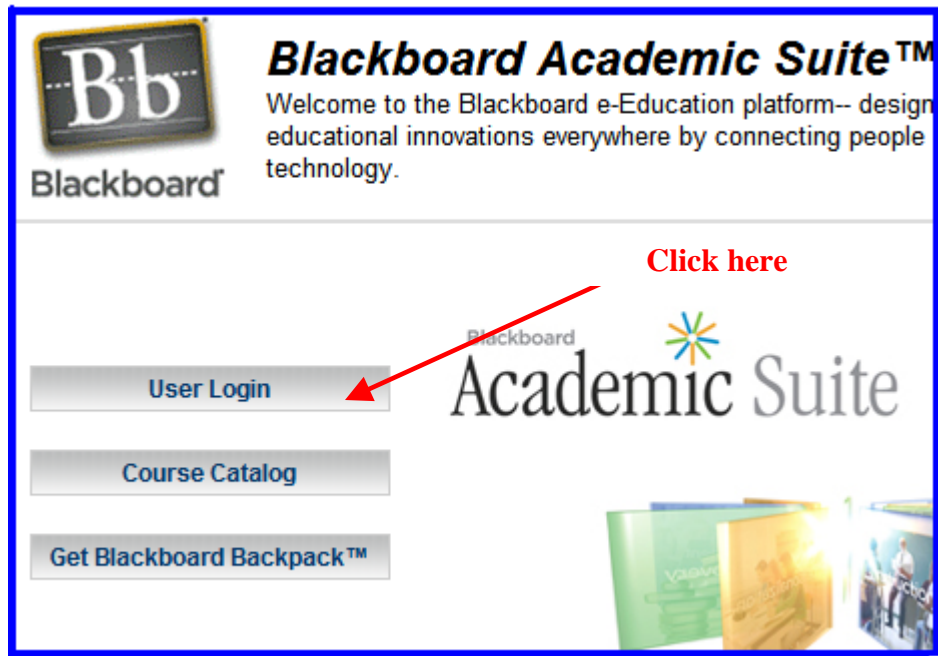 Bb
Blackboard
Blackboard Academic Suite™
Welcome to the Blackboard e-Education platform-- design
educational innovations everywhere by connecting people
technology.
Click here
User Login
Course Catalog
Get Blackboard Backpack™
Blackboard
Academic Suite